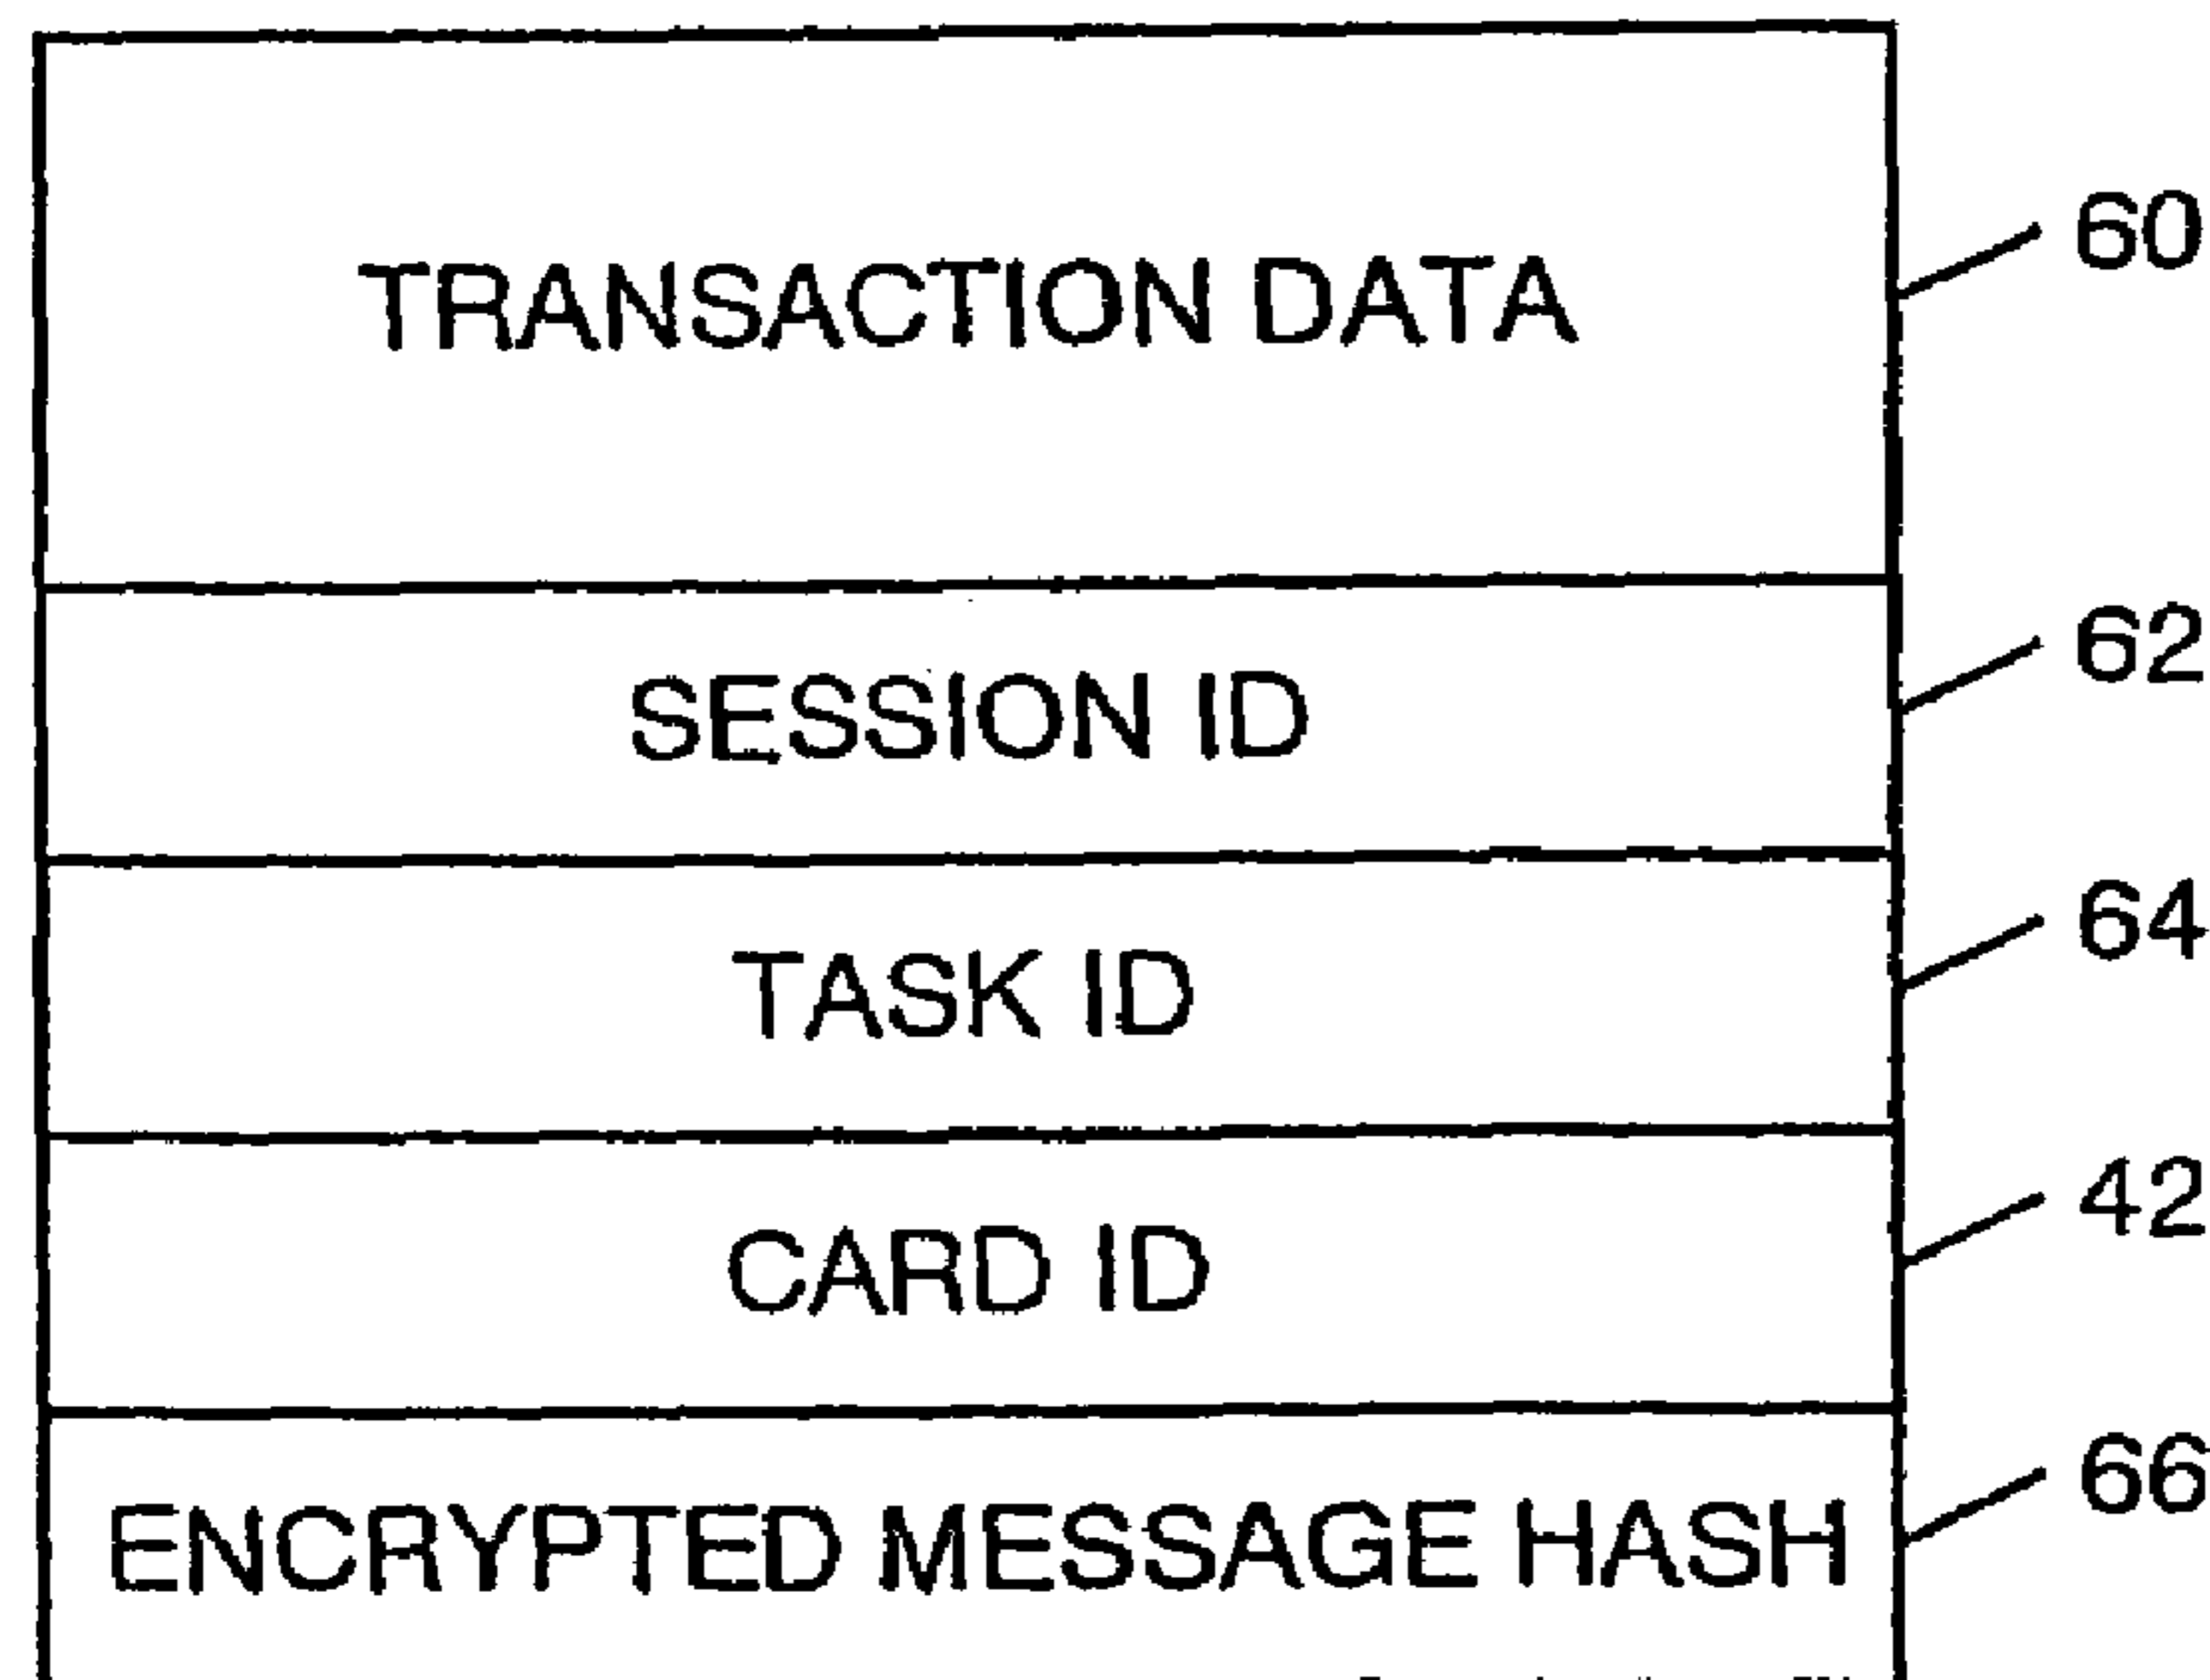 TRANSACTION DATA 60
SESSION ID 62
TASK ID 64
CARD ID 42
ENCRYPTED MESSAGE HASH 66